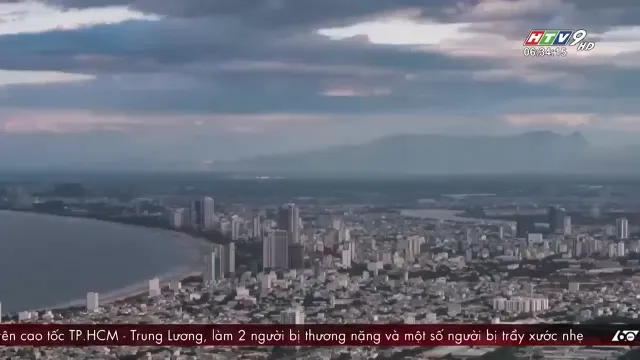 HTV9 HD
06:34:15
rên cao tốc TP.HCM - Trung Lương, làm 2 người bị thương nặng và một số người bị trầy xước nhẹ